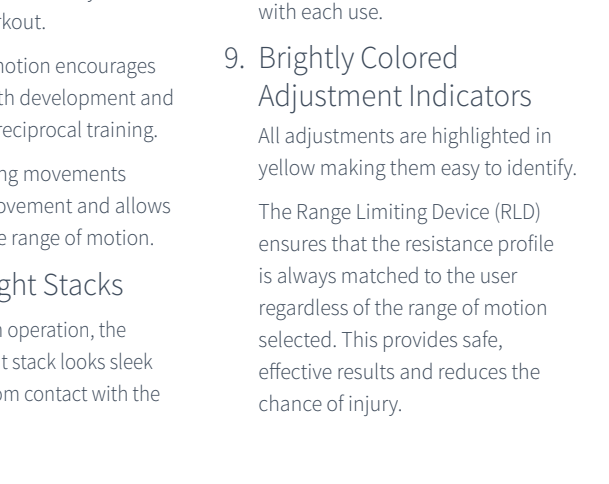 rkout.
notion encourages
th development and
reciprocal training.
ng movements
ovement and allows
e range of motion.
ght Stacks
n operation, the
t stack looks sleek
om contact with the
with each use.
9. Brightly Colored
Adjustment Indicators
All adjustments are highlighted in
yellow making them easy to identify.
The Range Limiting Device (RLD)
ensures that the resistance profile
is always matched to the user
regardless of the range of motion
selected. This provides safe,
effective results and reduces the
chance of injury.